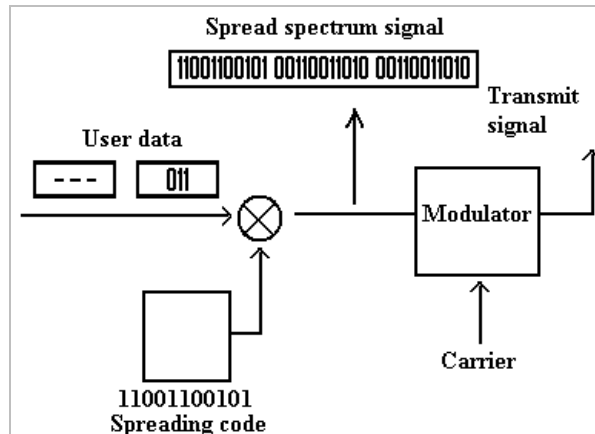 Spread spectrum signal
11001100101 00110011010 00110011010
Transmit
signal
User data
--- 011
Modulator
Carrier
11001100101
Spreading code